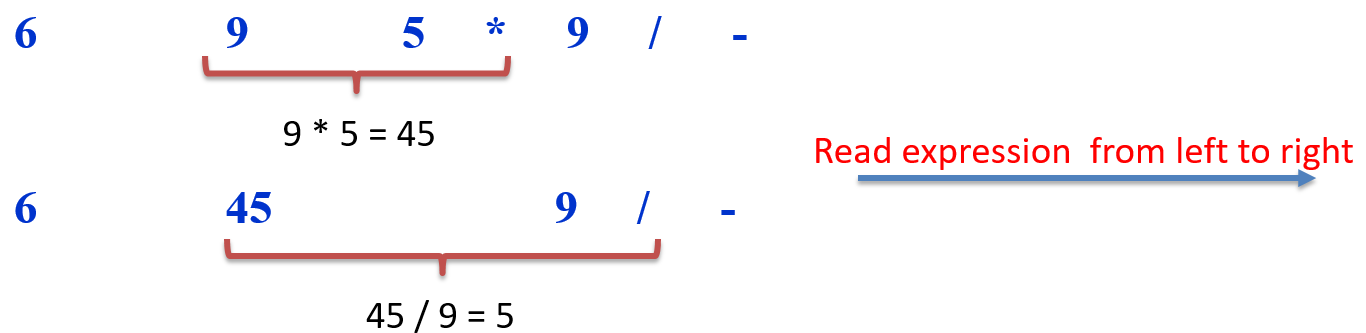 6 9 5 * 9 / -
9 * 5 = 45
Read expression from left to right
6 45 9 / -
45 / 9 = 5